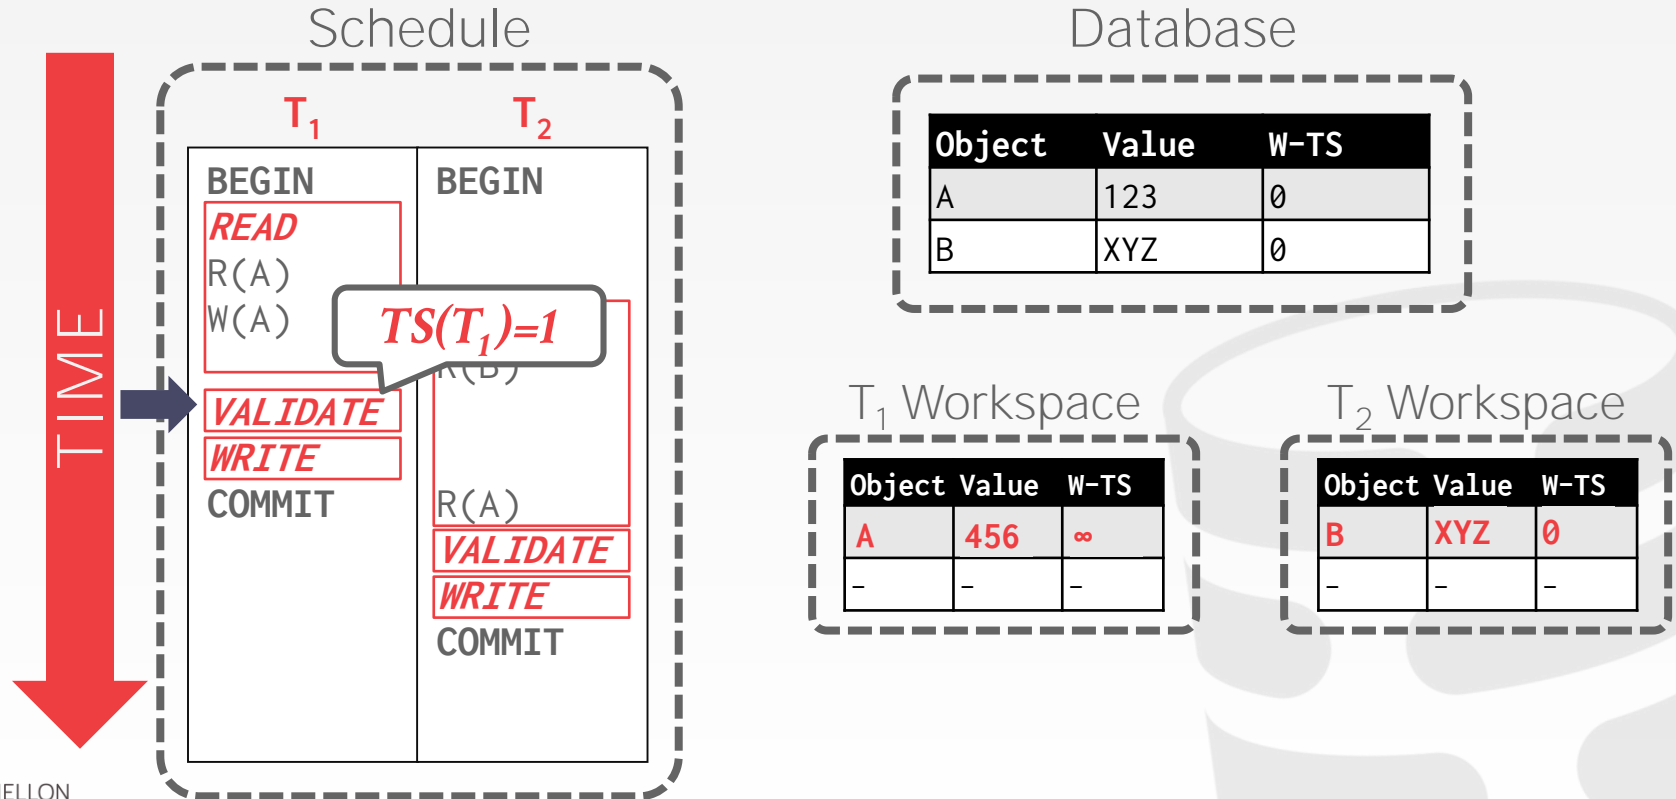 Schedule
T1 T2
BEGIN BEGIN
READ
R(A)
W(A)
TS(T1)=1
R(B)
VALIDATE
WRITE
COMMIT
R(A)
VALIDATE
WRITE
COMMIT
TIME
Database
Object Value W-TS
A 123 0
B XYZ 0
T1 Workspace
Object Value W-TS
A 456 ∞
- - -
T2 Workspace
Object Value W-TS
B XYZ 0
- - -